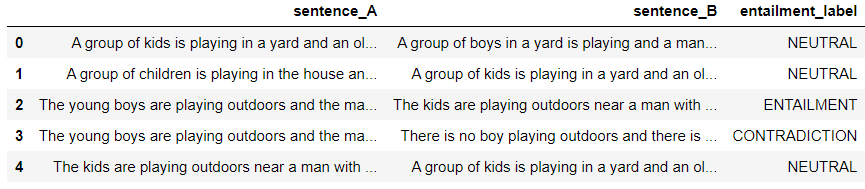 sentence_A sentence_B entailment_label
0 A group of kids is playing in a yard and an ol... A group of boys in a yard is playing and a man... NEUTRAL
1 A group of children is playing in the house an... A group of kids is playing in a yard and an ol... NEUTRAL
2 The young boys are playing outdoors and the ma... The kids are playing outdoors near a man with ... ENTAILMENT
3 The young boys are playing outdoors and the ma... There is no boy playing outdoors and there is ... CONTRADICTION
4 The kids are playing outdoors near a man with ... A group of kids is playing in a yard and an ol... NEUTRAL